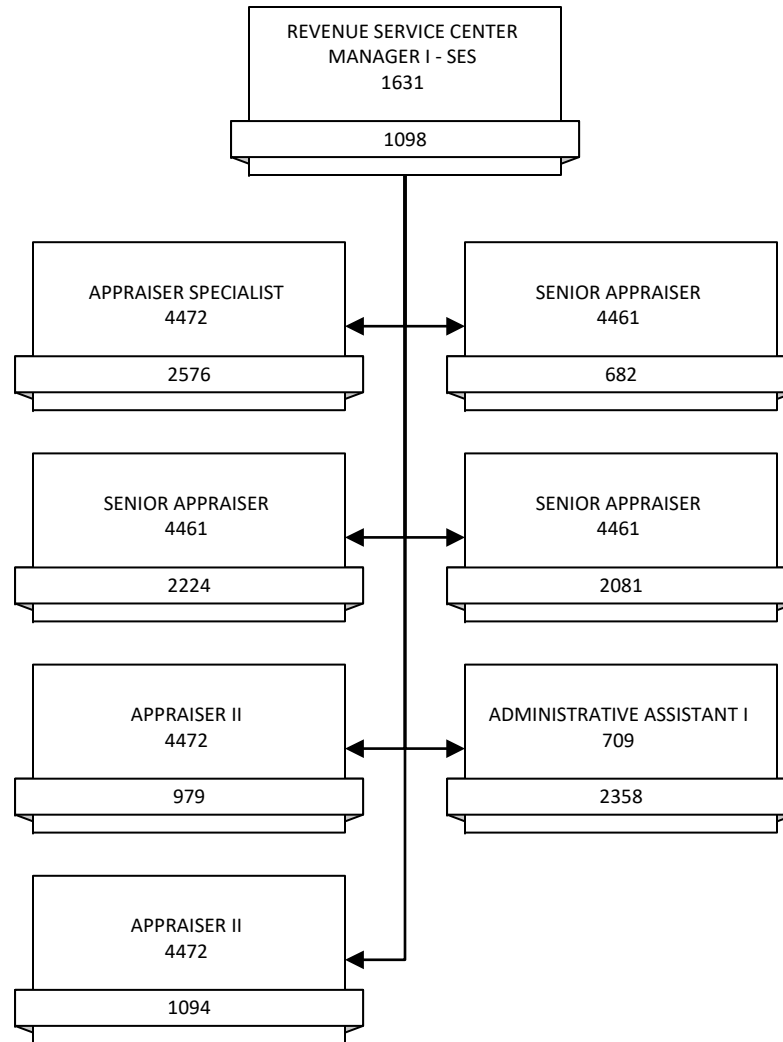 REVENUE SERVICE CENTER
MANAGER I - SES
1631
1098
APPRAISER SPECIALIST
4472
2576
SENIOR APPRAISER
4461
682
SENIOR APPRAISER
4461
2224
SENIOR APPRAISER
4461
2081
APPRAISER II
4472
979
ADMINISTRATIVE ASSISTANT I
709
2358
APPRAISER II
4472
1094